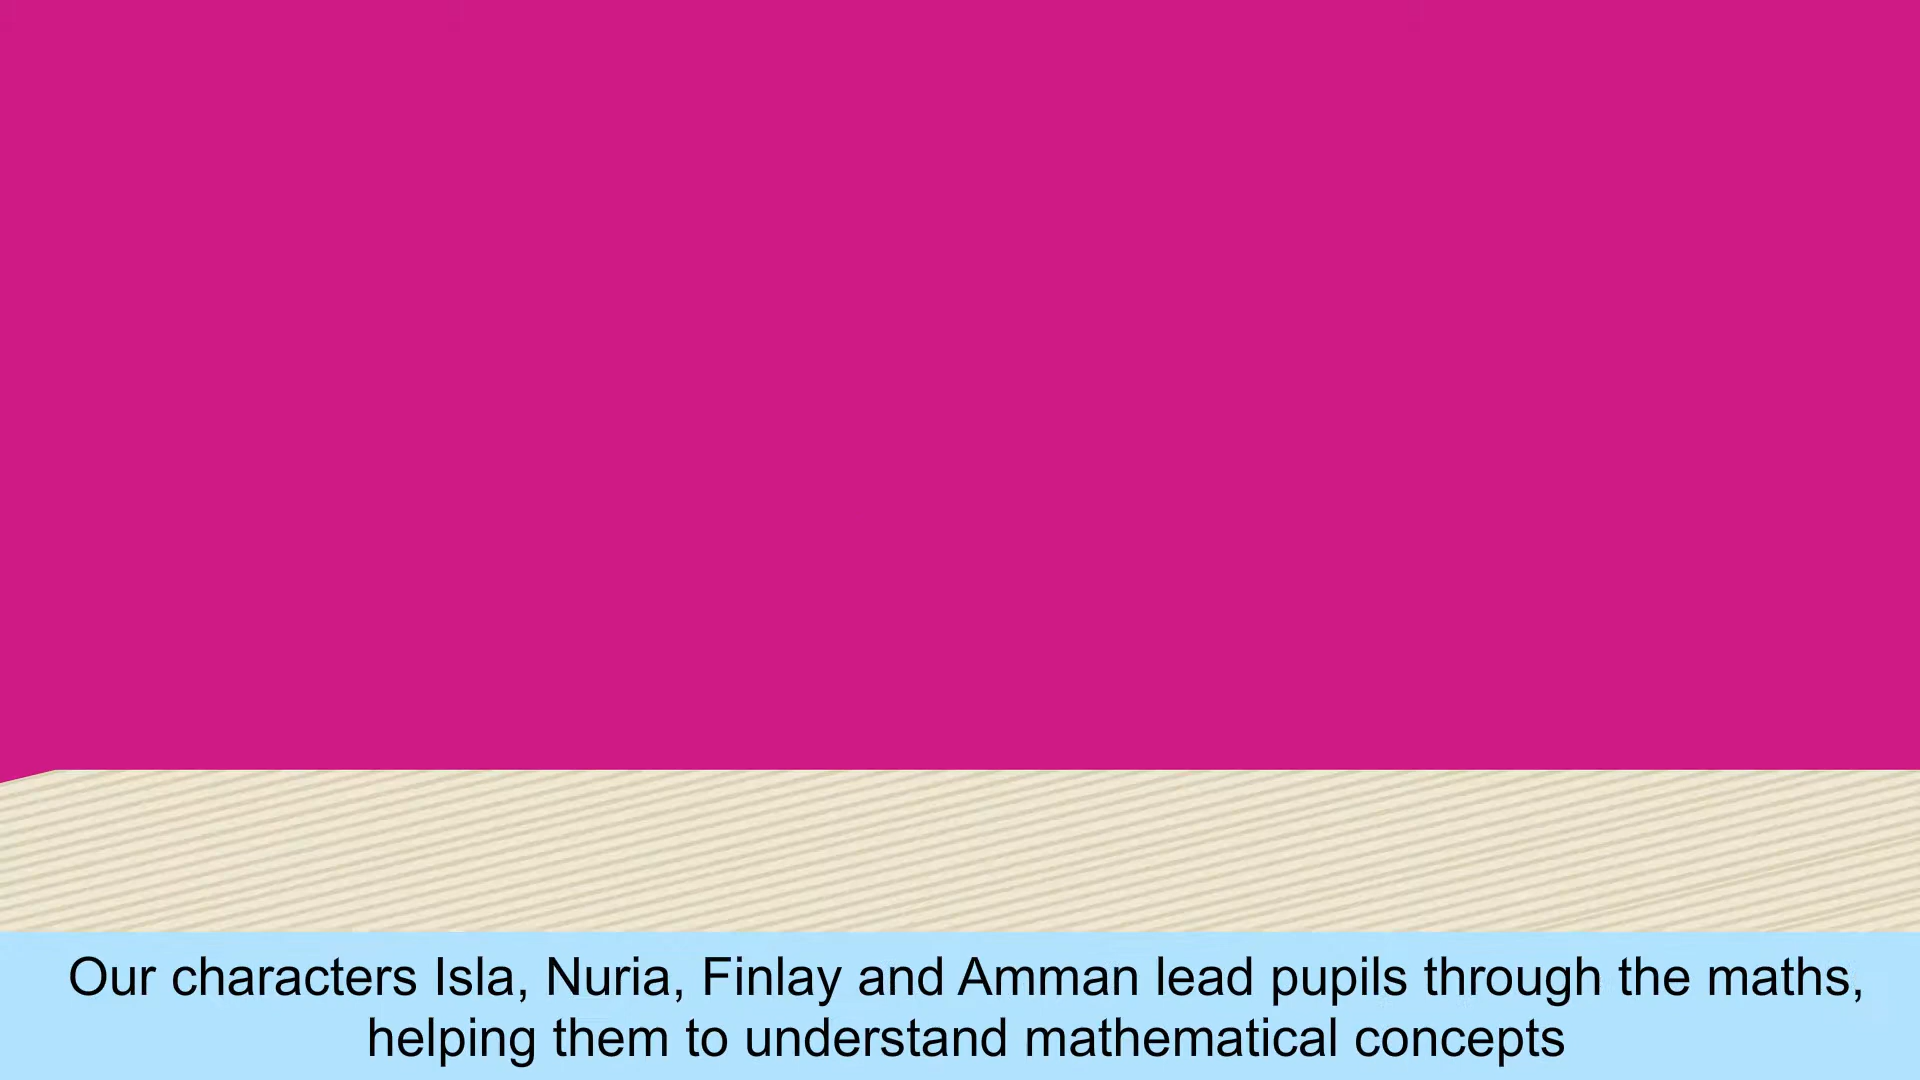 Our characters Isla, Nuria, Finlay and Amman lead pupils through the maths,
helping them to understand mathematical concepts